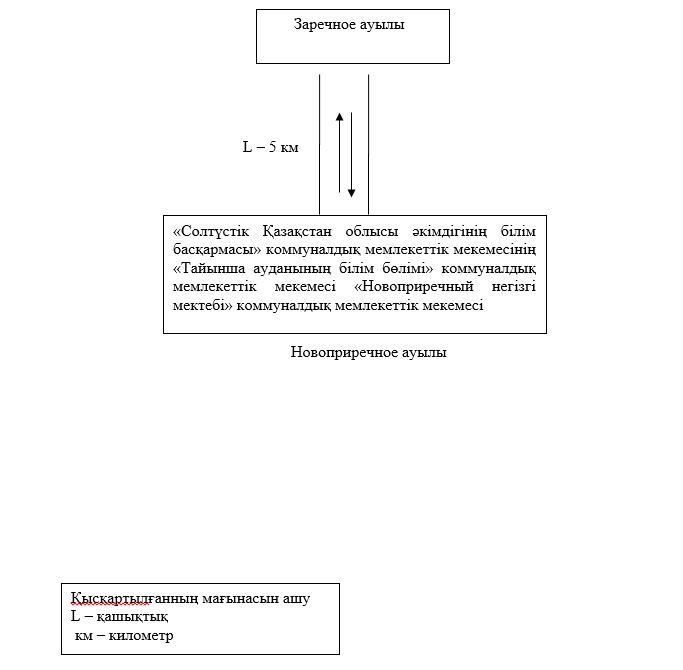 Заречное ауылы
L – 5 км
«Солтүстік Қазақстан облысы әкімдігінің білім
басқармасы» коммуналдық мемлекеттік мекемесінің
«Тайынша ауданының білім бөлімі» коммуналдық
мемлекеттік мекемесі «Новоприречный негізгі
мектебі» коммуналдық мемлекеттік мекемесі
Новоприречное ауылы
Қысқартылғанның мағынасын ашу
L – қашықтық
км – километр